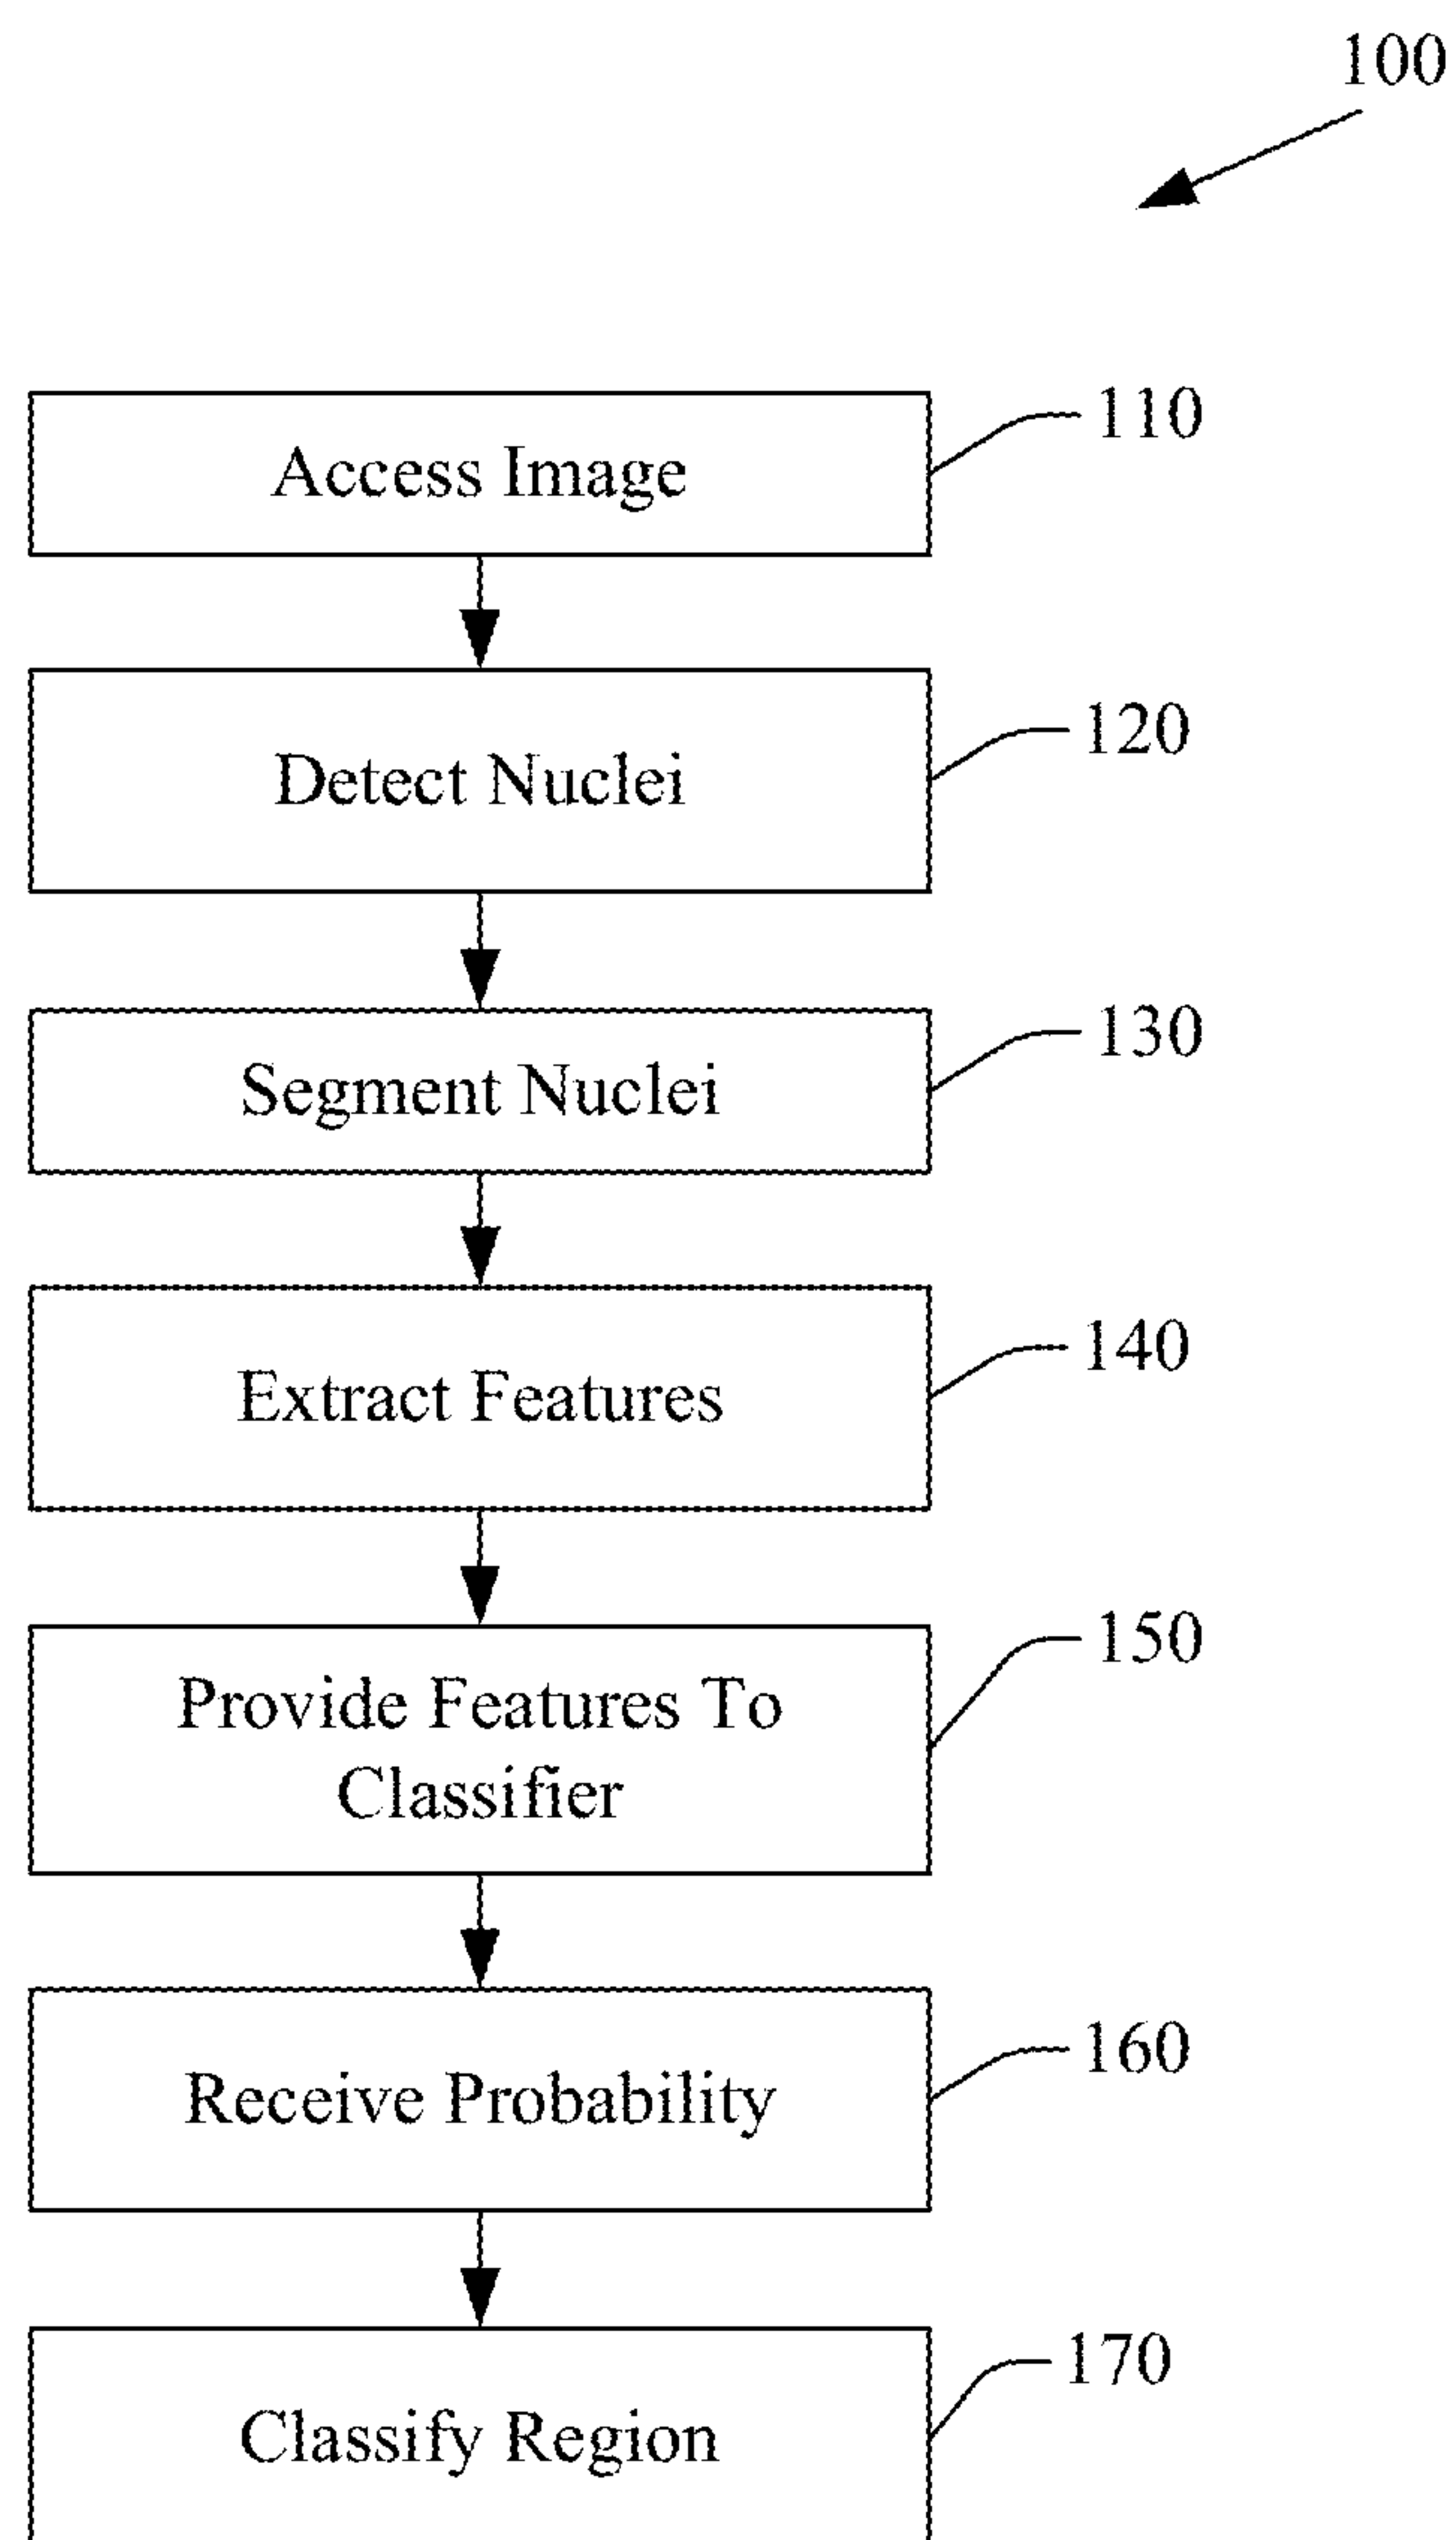 100
Access Image
110
Detect Nuclei
120
Segment Nuclei
130
Extract Features
140
Provide Features To
Classifier
150
Receive Probability
160
Classify Region
170